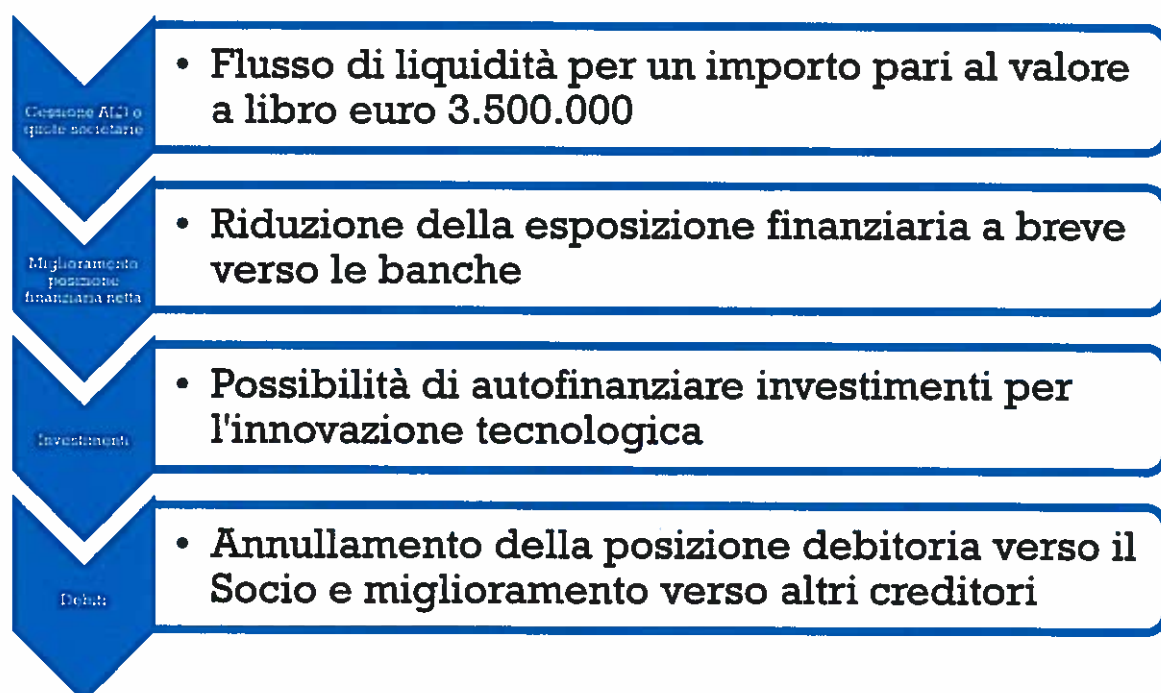 • Flusso di liquidità per un importo pari al valore
a libro euro 3.500.000
quote societarie
• Riduzione della esposizione finanziaria a breve
verso le banche
Miglioramento
posizione
finanziaria netta
• Possibilità di autofinanziare investimenti per
l'innovazione tecnologica
Investimenti
• Annullamento della posizione debitoria verso il
Socio e miglioramento verso altri creditori
Debiti